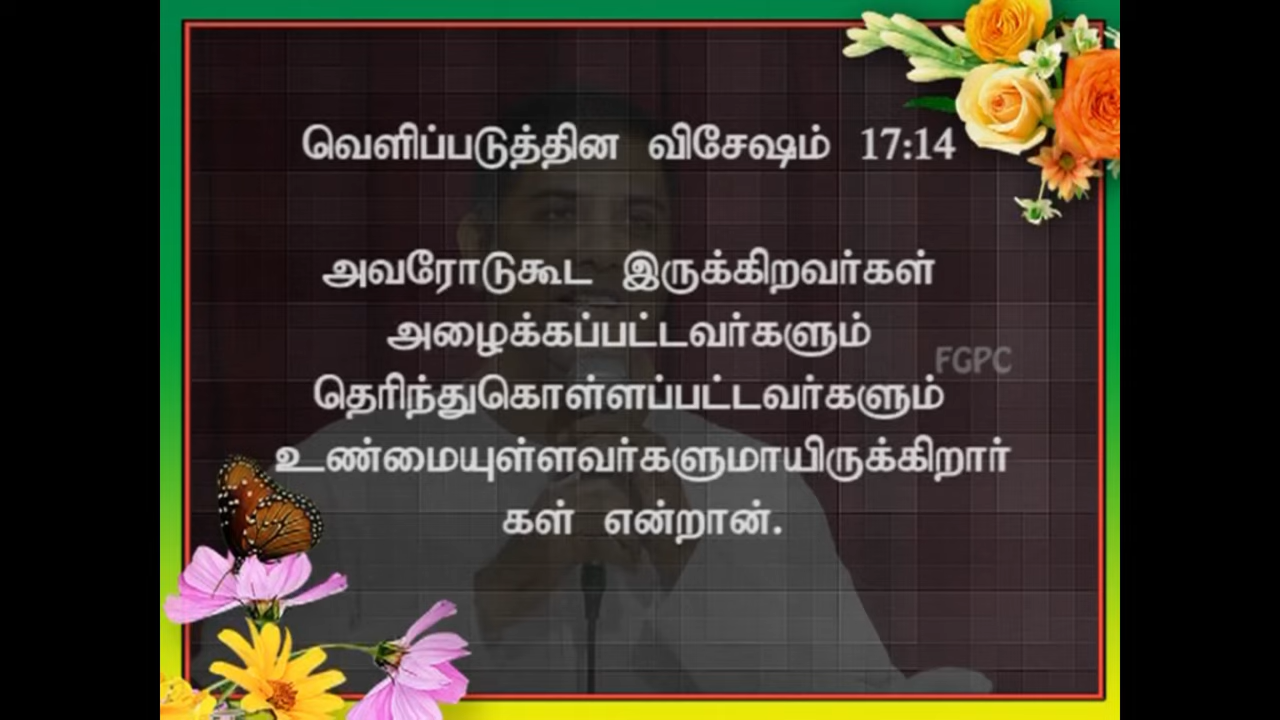 வெளிப்படுத்தின விசேஷம் 17:14
அவரோடுகூட இருக்கிறவர்கள்
அழைக்கப்பட்டவர்களும்
FGPC
தெரிந்துகொள்ளப்பட்டவர்களும்
உண்மையுள்ளவர்களுமாயிருக்கிறார்
கள் என்றான்.